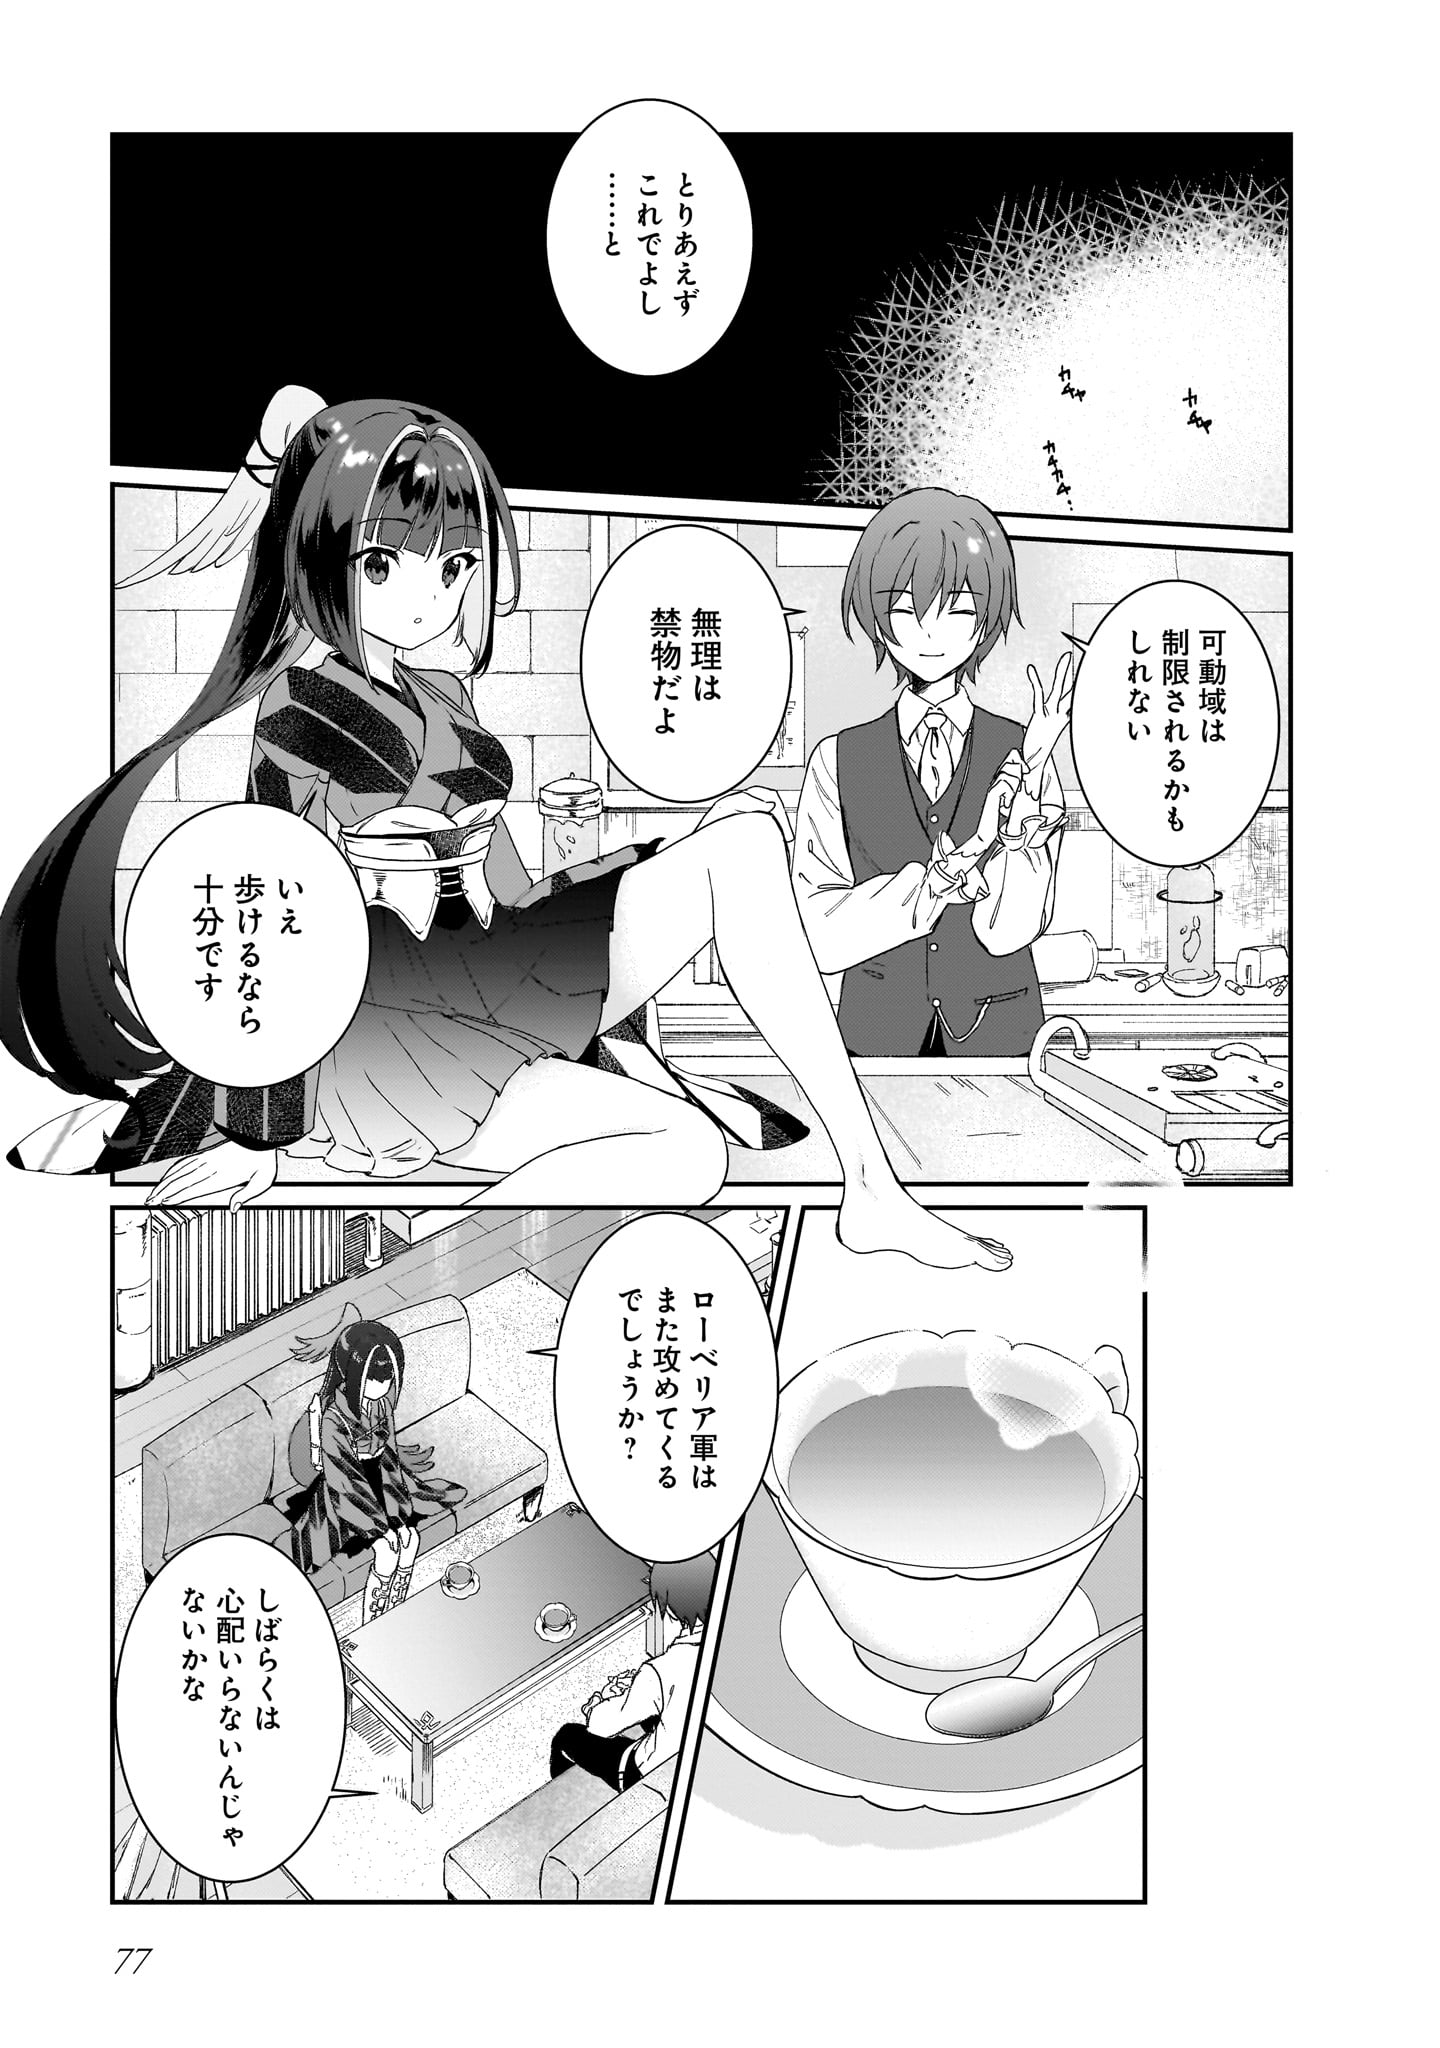 とりあえず
これでよし
……と
カチャ
カチャ
カチカチ…
可動域は
制限されるかも
しれない
無理は
禁物だよ
いえ
歩けるなら
十分です
ローベリア軍は
また攻めてくる
でしょうか？
しばらくは
心配いらないんじゃ
ないかな
77